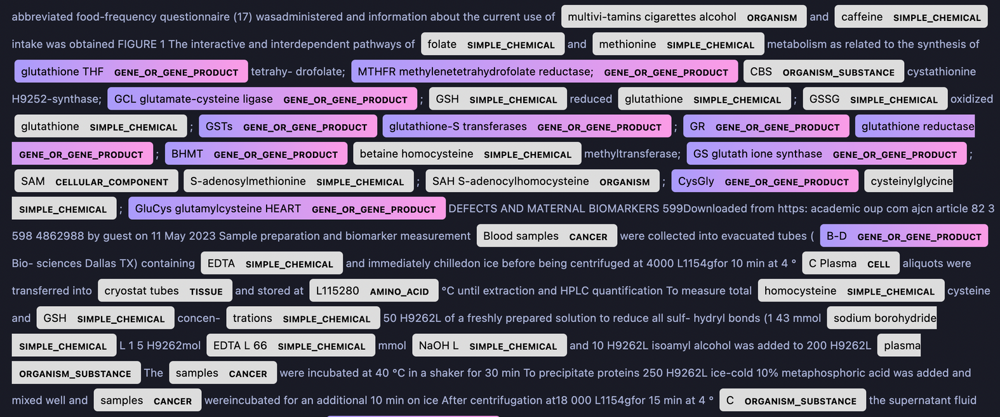 abbreviated food-frequency questionnaire (17) wasadministered and information about the current use of multivi-tamins cigarettes alcohol ORGANISM and caffeine SIMPLE_CHEMICAL
intake was obtained FIGURE 1 The interactive and interdependent pathways of folate SIMPLE_CHEMICAL and methionine SIMPLE_CHEMICAL metabolism as related to the synthesis of
glutathione THF GENE_OR_GENE_PRODUCT tetrahy- drofolate; MTHFR methylenetetrahydrofolate reductase; GENE_OR_GENE_PRODUCT CBS ORGANISM_SUBSTANCE cystathionine
H9252-synthase; GCL glutamate-cysteine ligase GENE_OR_GENE_PRODUCT ; GSH SIMPLE_CHEMICAL reduced glutathione SIMPLE_CHEMICAL ; GSSG SIMPLE_CHEMICAL oxidized
glutathione SIMPLE_CHEMICAL ; GSTs GENE_OR_GENE_PRODUCT glutathione-S transferases GENE_OR_GENE_PRODUCT ; GR GENE_OR_GENE_PRODUCT glutathione reductase
GENE_OR_GENE_PRODUCT ; BHMT GENE_OR_GENE_PRODUCT betaine homocysteine SIMPLE_CHEMICAL methyltransferase; GS glutath ione synthase GENE_OR_GENE_PRODUCT ;
SAM CELLULAR_COMPONENT S-adenosylmethionine SIMPLE_CHEMICAL ; SAH S-adenocylhomocysteine ORGANISM ; CysGly GENE_OR_GENE_PRODUCT cysteinylglycine
SIMPLE_CHEMICAL ; GluCys glutamylcysteine HEART GENE_OR_GENE_PRODUCT DEFECTS AND MATERNAL BIOMARKERS 599Downloaded from https: academic oup com ajcn article 82 3
598 4862988 by guest on 11 May 2023 Sample preparation and biomarker measurement Blood samples CANCER were collected into evacuated tubes ( B-D GENE_OR_GENE_PRODUCT
Bio- sciences Dallas TX) containing EDTA SIMPLE_CHEMICAL and immediately chilledon ice before being centrifuged at 4000 L1154gfor 10 min at 4 ° C Plasma CELL aliquots were
transferred into cryostat tubes TISSUE and stored at L115280 AMINO_ACID °C until extraction and HPLC quantification To measure total homocysteine SIMPLE_CHEMICAL cysteine
and GSH SIMPLE_CHEMICAL concen- trations SIMPLE_CHEMICAL 50 H9262L of a freshly prepared solution to reduce all sulf- hydryl bonds (1 43 mmol sodium borohydride
SIMPLE_CHEMICAL L 1 5 H9262mol EDTA L 66 SIMPLE_CHEMICAL mmol NaOH L SIMPLE_CHEMICAL and 10 H9262L isoamyl alcohol was added to 200 H9262L plasma
ORGANISM_SUBSTANCE The samples CANCER were incubated at 40 °C in a shaker for 30 min To precipitate proteins 250 H9262L ice-cold 10% metaphosphoric acid was added and
mixed well and samples CANCER wereincubated for an additional 10 min on ice After centrifugation at18 000 L1154gfor 15 min at 4 ° C ORGANISM_SUBSTANCE the supernatant fluid